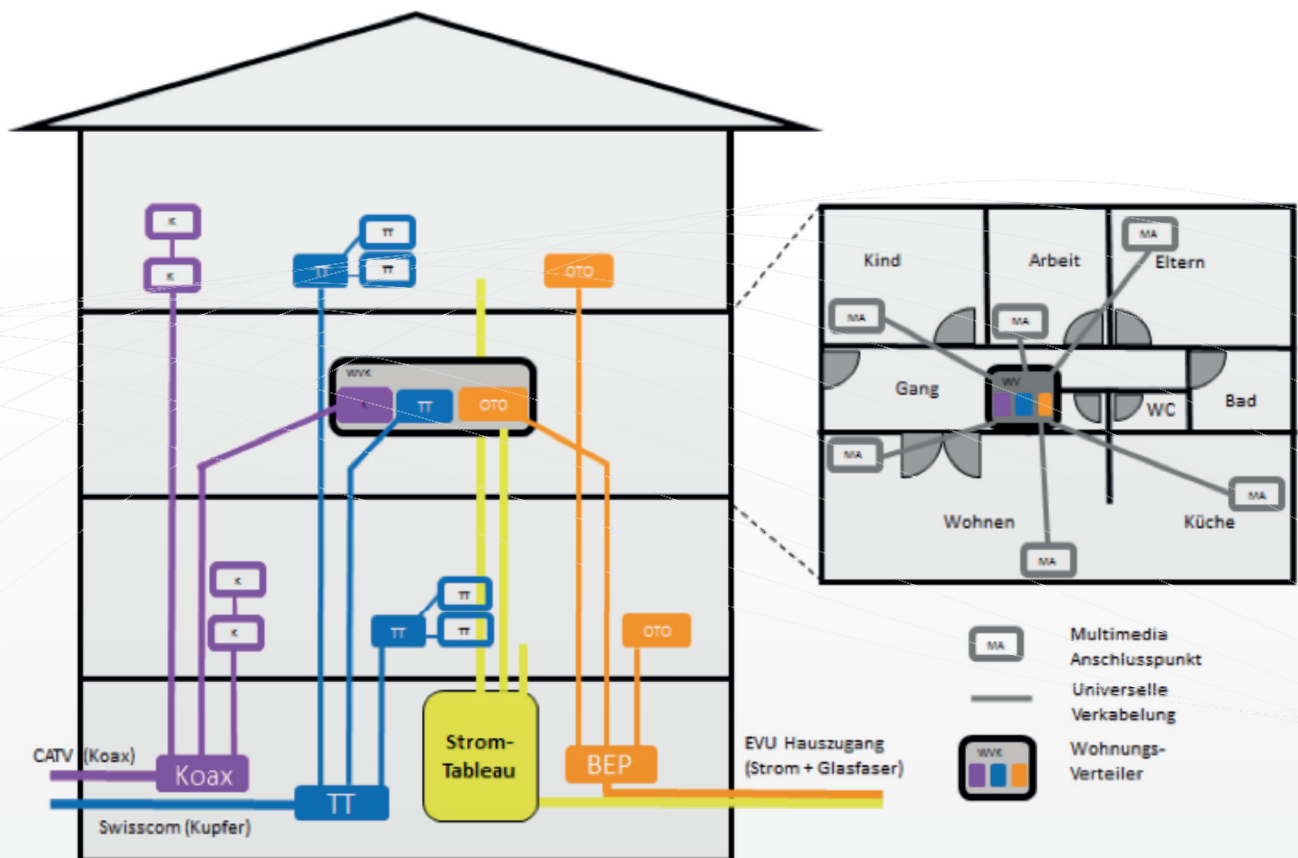 K
K
TT
TT
TT
OTO
WVK
K
TT
OTO
K
K
TT
TT
TT
OTO
CATV (Koax)
Koax
Swisscom (Kupfer)
TT
Strom-
Tableau
BEP
EVU Hauszugang
(Strom + Glasfaser)
Kind
Arbeit
MA
Eltern
MA
MA
Gang
WV
WC
Bad
MA
Wohnen
MA
Küche
MA
MA
Multimedia
Anschlusspunkt
Universelle
Verkabelung
WVK
Wohnungs-
Verteiler